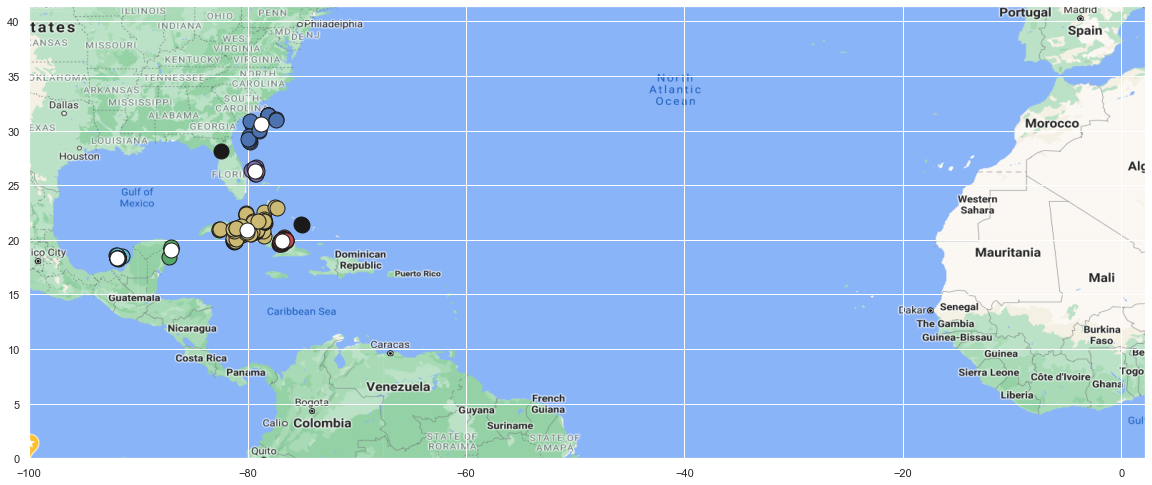 ILLINOIS
OHIO
PENN
tates
INDIANA
Philadelphia
MD
DE
NJ
KANSAS
MISSOURI
WEST
VIRGINIA
KENTUCKY
VIRGINIA
OKLAHOMA
TENNESSEE
NORTH
CAROLINA
ARKANSAS
MISSISSIPPI
SOUTH
CAROLINA
Dallas
ALABAMA
GEORGIA
EXAS
LOUISIANA
Houston
FLORI
Gulf of
Mexico
ico City
Dominican
Republic
Puerto Rico
Guatemala
Caribbean Sea
Nicaragua
Costa Rica
Panama
Caracas
Venezuela
Bogota
Cali
Colombia
Guyana
French
Guiana
Suriname
STATE OF
RORAIMA
STATE OF
AMAPA
Quito
North
Atlantic
Ocean
Portugal
Madrid
Spain
Morocco
Alg
Western
Sahara
Mauritania
Mali
Dakar
Senegal
The Gambia
Guinea-Bissau
Burkina
Faso
Guinea
Be
Sierra Leone
Côte d'Ivoire
Togo
Ghana
Liberia
Gulf
40
35
30
25
20
15
10
5
0
−100
−80
−60
−40
−20
0